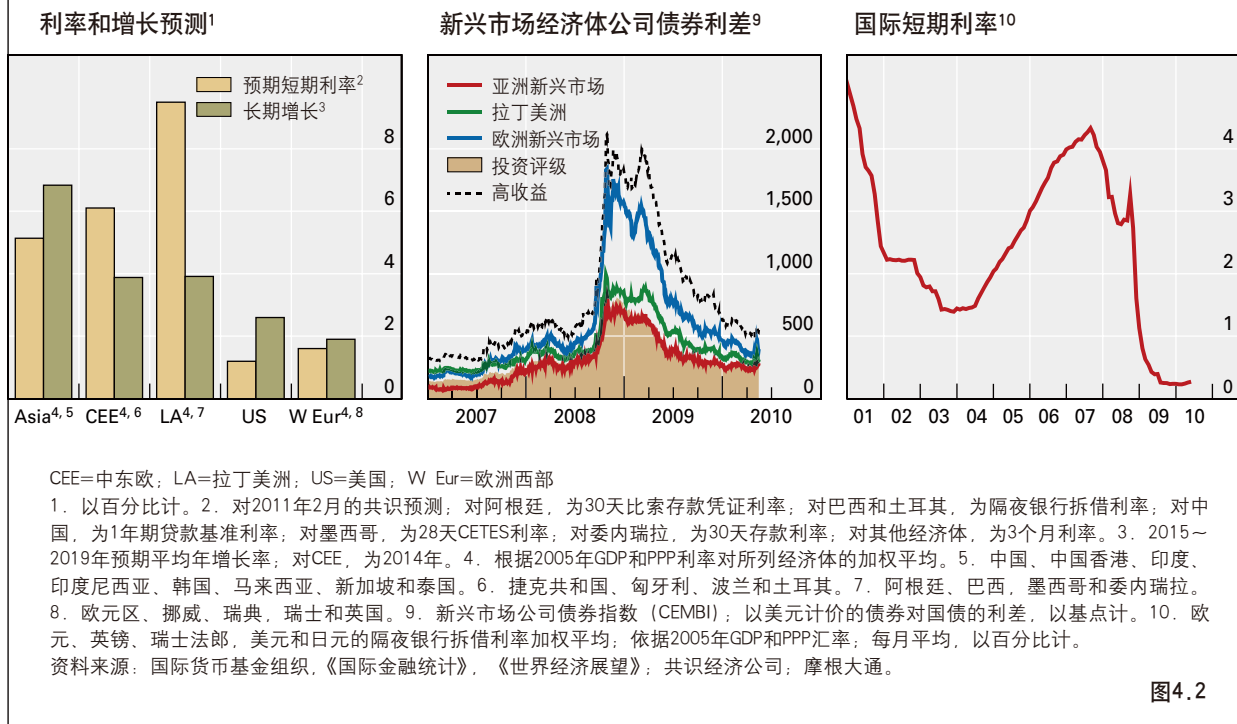 利率和增长预测1
预期短期利率2
长期增长3
8
6
4
2
0
Asia4, 5 CEE4, 6 LA4, 7 US W Eur4, 8
新兴市场经济体公司债券利差9
亚洲新兴市场
拉丁美洲
欧洲新兴市场
投资评级
高收益
2,000
1,500
1,000
500
0
2007 2008 2009 2010
国际短期利率10
4
3
2
1
0
01 02 03 04 05 06 07 08 09 10
CEE=中东欧；LA=拉丁美洲；US=美国；W Eur=欧洲西部
1．以百分比计。2．对2011年2月的共识预测；对阿根廷，为30天比索存款凭证利率；对巴西和土耳其，为隔夜银行拆借利率；对中
国，为1年期贷款基准利率；对墨西哥，为28天CETES利率；对委内瑞拉，为30天存款利率；对其他经济体，为3个月利率。3．2015～
2019年预期平均年增长率；对CEE，为2014年。4．根据2005年GDP和PPP利率对所列经济体的加权平均。5．中国、中国香港、印度、
印度尼西亚、韩国、马来西亚、新加坡和泰国。6．捷克共和国、匈牙利、波兰和土耳其。7．阿根廷、巴西，墨西哥和委内瑞拉。
8．欧元区、挪威、瑞典，瑞士和英国。9．新兴市场公司债券指数（CEMBI）；以美元计价的债券对国债的利差，以基点计。10．欧
元、英镑、瑞士法郎，美元和日元的隔夜银行拆借利率加权平均；依据2005年GDP和PPP汇率；每月平均，以百分比计。
资料来源：国际货币基金组织，《国际金融统计》，《世界经济展望》；共识经济公司；摩根大通。
图4.2